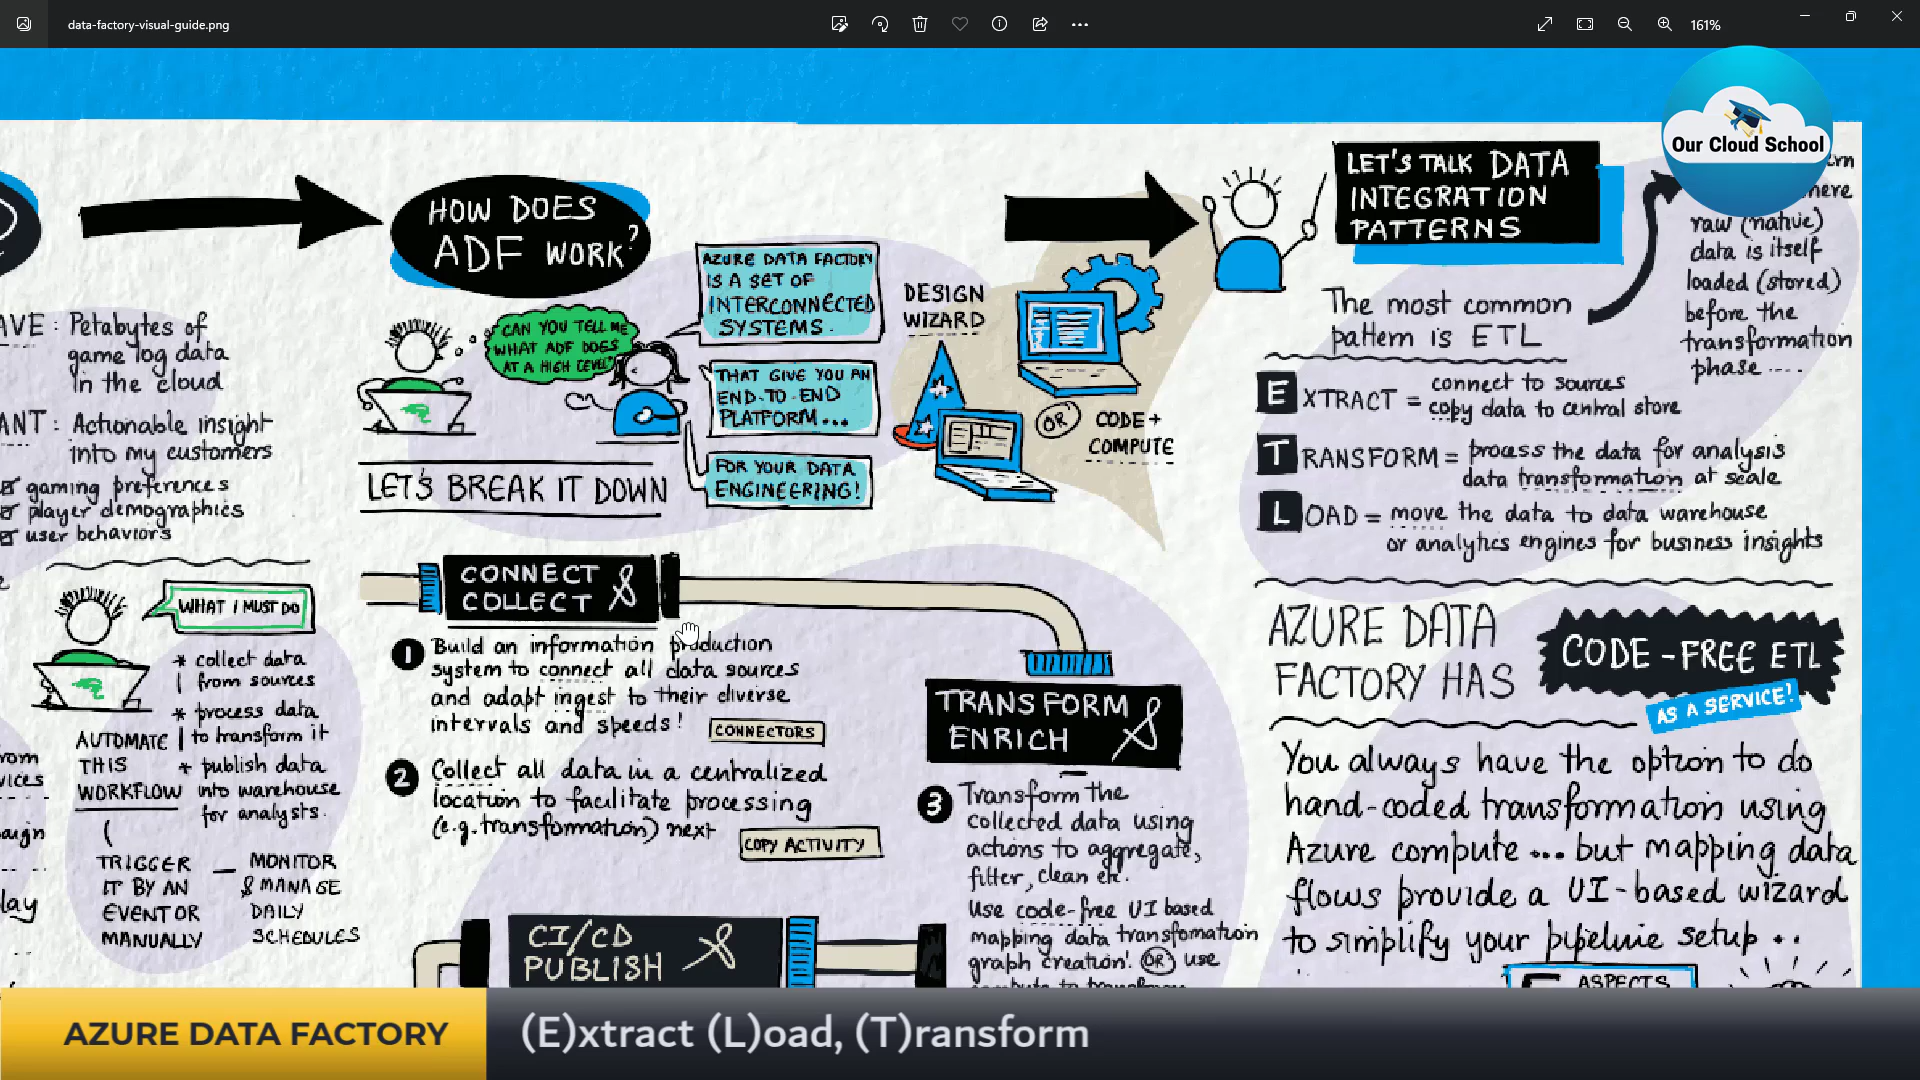 data-factory-visual-guide.png
161%
Our Cloud School
HOW DOES
ADF WORK?
CAN YOU TELL ME
WHAT ADF DOES
AT A HIGH LEVEL?
AZURE DATA FACTORY
IS A SET OF
INTERCONNECTED
SYSTEMS.
THAT GIVE YOU AN
END-TO-END
PLATFORM...
FOR YOUR DATA
ENGINEERING!
DESIGN
WIZARD
OR
CODE+
COMPUTE
LET'S BREAK IT DOWN
Petabytes of
game log data
in the cloud
Actionable insight
into my customers
gaming preferences
player demographics
user behaviors
WHAT I MUST DO
* collect data
from sources
* process data
to transform it
* publish data
into warehouse
for analysts.
AUTOMATE
THIS
WORKFLOW
TRIGGER
IT BY AN
EVENT OR
MANUALLY
MONITOR
& MANAGE
DAILY
SCHEDULES
CONNECT &
COLLECT
1 Build an information production
system to connect all data sources
and adapt ingest to their diverse
intervals and speeds!
CONNECTORS
2 Collect all data in a centralized
location to facilitate processing
(e.g. transformation) next
COPY ACTIVITY
TRANSFORM &
ENRICH
3 Transform the
collected data using
actions to aggregate,
filter, clean etc.
Use code-free UI based
mapping data transfomation
graph creation! OR use
CI/CD &
PUBLISH
LET'S TALK DATA
INTEGRATION
PATTERNS
The most common
pattern is ETL
raw (native)
data is itself
loaded (stored)
before the
transformation
phase ....
EXTRACT = connect to sources
copy data to central store
TRANSFORM = process the data for analysis
data transformation at scale
LOAD = move the data to data warehouse
or analytics engines for business insights
AZURE DATA
FACTORY HAS
CODE-FREE ETL
AS A SERVICE!
You always have the option to do
hand-coded transformation using
Azure compute ... but mapping data
flows provide a UI-based wizard
to simplify your pipeline setup ..
ASPECTS
AZURE DATA FACTORY
(E)xtract (L)oad, (T)ransform